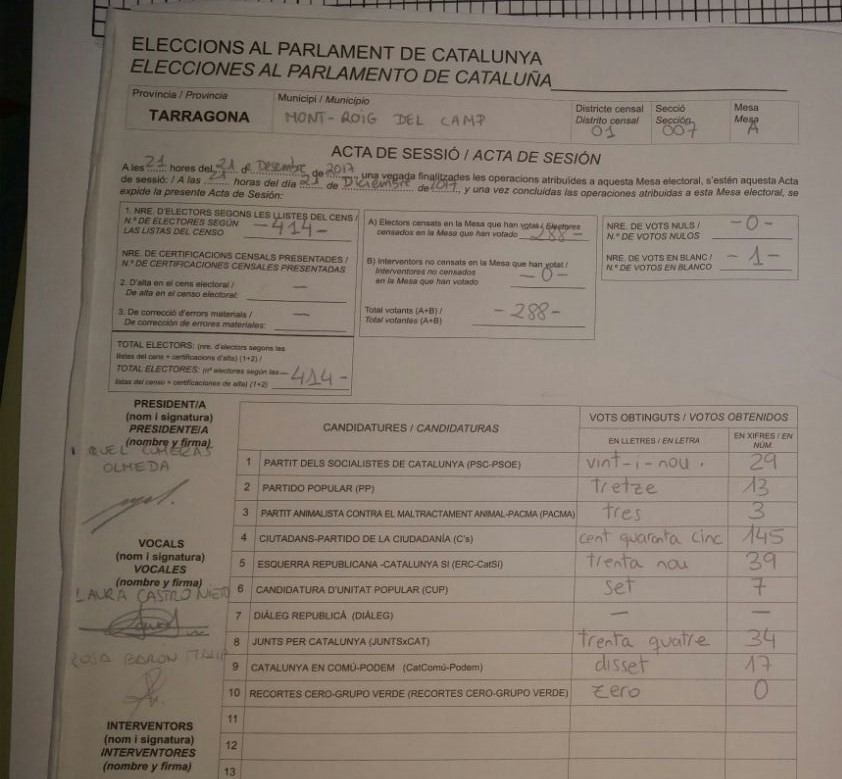 ELECCIONS AL PARLAMENT DE CATALUNYA
ELECCIONES AL PARLAMENTO DE CATALUÑA
Província / Provincia
TARRAGONA
Municipi / Municipio
MONT-ROIG DEL CAMP
Districte censal
Distrito censal
01
Secció
Sección
007
Mesa
Mesa
A
ACTA DE SESSIÓ / ACTA DE SESIÓN
A les 21 hores del 21 de Desembre de 2017 una vegada finalitzades les operacions atribuïdes a aquesta Mesa electoral, s'estén aquesta Acta
de sessió: / A las 21 horas del día 21 de Diciembre de 2017, y una vez concluidas las operaciones atribuidas a esta Mesa electoral, se
expide la presente Acta de Sesión:
1. NRE. D'ELECTORS SEGONS LES LLISTES DEL CENS /
N.º DE ELECTORES SEGÚN
LAS LISTAS DEL CENSO
-414-
NRE. DE CERTIFICACIONS CENSALS PRESENTADES /
N.º DE CERTIFICACIONES CENSALES PRESENTADAS
2. D'alta en el cens electoral /
De alta en el censo electoral:
—
3. De correcció d'errors materials /
De corrección de errores materiales:
—
TOTAL ELECTORS: (nre. d'electors segons les
llistes del cens + certificacions d'alta) (1+2) /
TOTAL ELECTORES: (nº electores según las
listas del censo + certificaciones de alta) (1+2)
-414-
A) Electors censats en la Mesa que han votat / Electores
censados en la Mesa que han votado
-288-
B) Interventors no censats en la Mesa que han votat /
Interventores no censados
en la Mesa que han votado
-0-
Total votants (A+B) /
Total votantes (A+B)
-288-
NRE. DE VOTS NULS /
N.º DE VOTOS NULOS
-0-
NRE. DE VOTS EN BLANC /
N.º DE VOTOS EN BLANCO
-1-
PRESIDENT/A
(nom i signatura)
PRESIDENTE/A
(nombre y firma)
OLMEDA
VOCALS
(nom i signatura)
VOCALES
(nombre y firma)
LAURA CASTRO NIETO
ROSA BARÓN
INTERVENTORS
(nom i signatura)
INTERVENTORES
(nombre y firma)
CANDIDATURES / CANDIDATURAS
VOTS OBTINGUTS / VOTOS OBTENIDOS
EN LLETRES / EN LETRA
EN XIFRES / EN NÚM.
1 PARTIT DELS SOCIALISTES DE CATALUNYA (PSC-PSOE) vint-i-nou. 29
2 PARTIDO POPULAR (PP) tretze 13
3 PARTIT ANIMALISTA CONTRA EL MALTRACTAMENT ANIMAL-PACMA (PACMA) tres 3
4 CIUTADANS-PARTIDO DE LA CIUDADANÍA (C's) cent quaranta cinc 145
5 ESQUERRA REPUBLICANA -CATALUNYA SI (ERC-CatSI) trenta nou 39
6 CANDIDATURA D'UNITAT POPULAR (CUP) set 7
7 DIÀLEG REPUBLICÀ (DIÀLEG) — —
8 JUNTS PER CATALUNYA (JUNTSxCAT) trenta quatre 34
9 CATALUNYA EN COMÚ-PODEM (CatComú-Podem) disset 17
10 RECORTES CERO-GRUPO VERDE (RECORTES CERO-GRUPO VERDE) zero 0
11
12
13